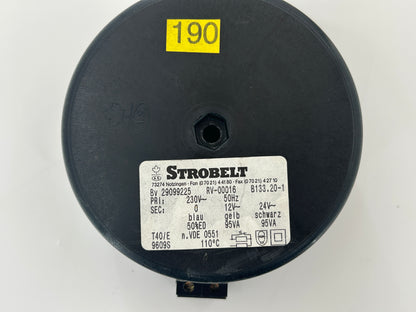 190
STROBELT
73274 Notzingen - Fon (0 70 21) 4 41 80 - Fax (0 70 21) 4 27 10
Bv 29099225 RV-00016 B133.20-1
PRI: 230V~ 50Hz
SEC: 0 12V~ 24V~
blau gelb schwarz
50%ED 95VA 95VA
T40/E n.VDE 0551
9609S 110°C